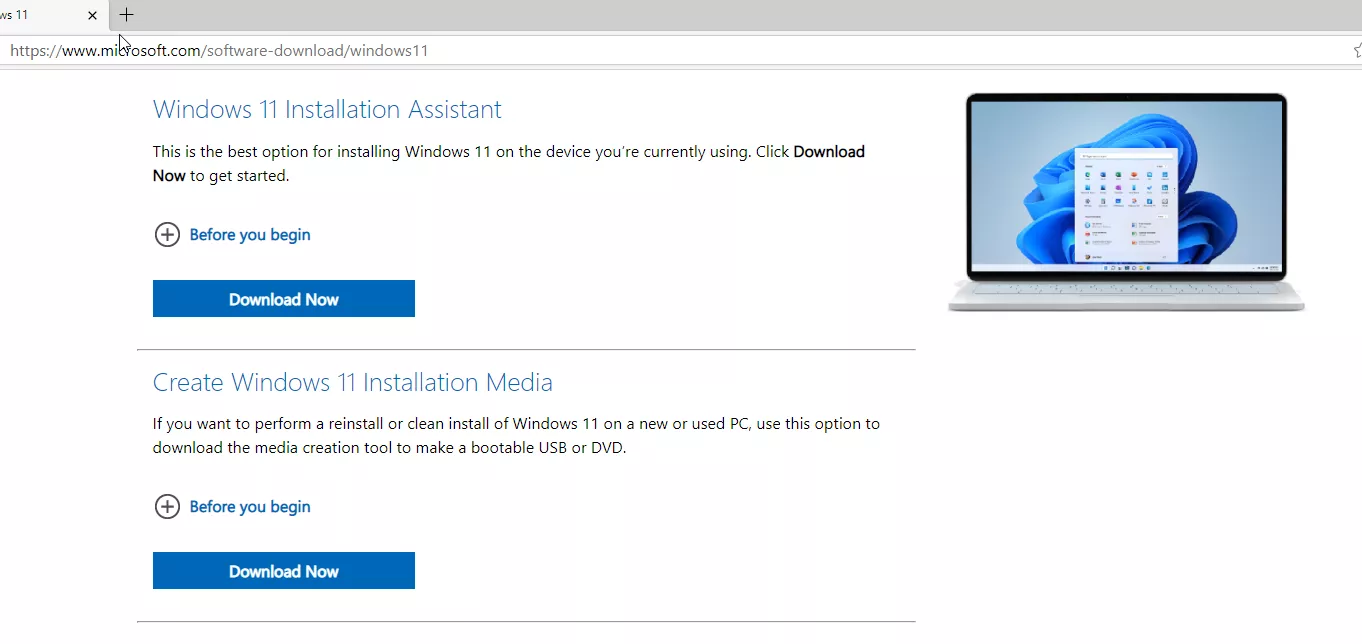 ws 11
https://www.microsoft.com/software-download/windows11
Windows 11 Installation Assistant
This is the best option for installing Windows 11 on the device you’re currently using. Click Download
Now to get started.
Before you begin
Download Now
Create Windows 11 Installation Media
If you want to perform a reinstall or clean install of Windows 11 on a new or used PC, use this option to
download the media creation tool to make a bootable USB or DVD.
Before you begin
Download Now